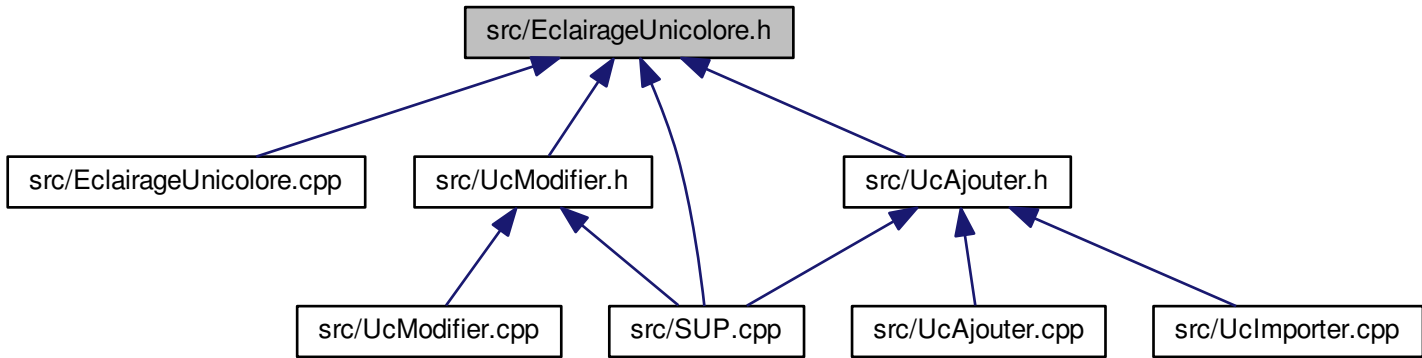 src/EclairageUnicolore.h
src/EclairageUnicolore.cpp
src/UcModifier.h
src/UcAjouter.h
src/UcModifier.cpp
src/SUP.cpp
src/UcAjouter.cpp
src/UcImporter.cpp